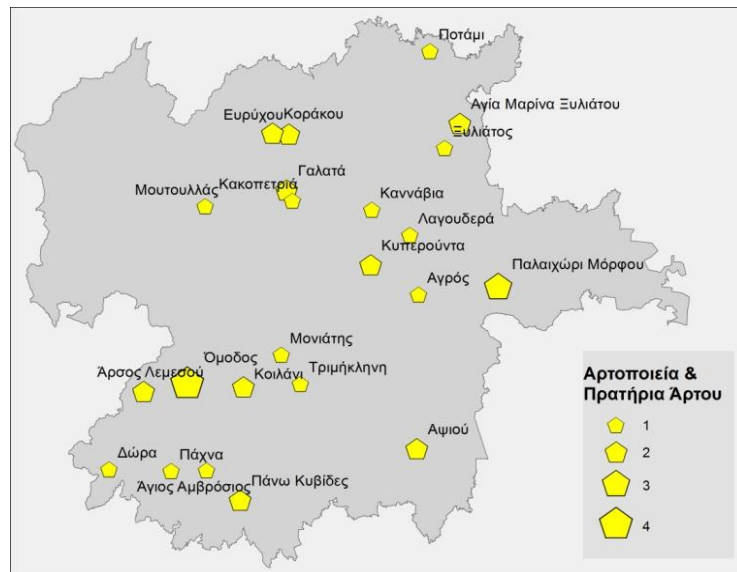 Ποτάμι
Αγία Μαρίνα Ξυλιάτου
Ευρύχου Κοράκου
Ξυλιάτος
Γαλατά
Μουτουλλάς Κακοπετριά
Καννάβια
Λαγουδερά
Κυπερούντα
Παλαιχώρι Μόρφου
Αγρός
Μονιάτης
Όμοδος
Τριμήκληνη
Άρσος Λεμεσού
Κοιλάνι
Αρτοποιεία &
Πρατήρια Άρτου
1
2
3
4
Αψιού
Δώρα
Πάχνα
Άγιος Αμβρόσιος
Πάνω Κυβίδες